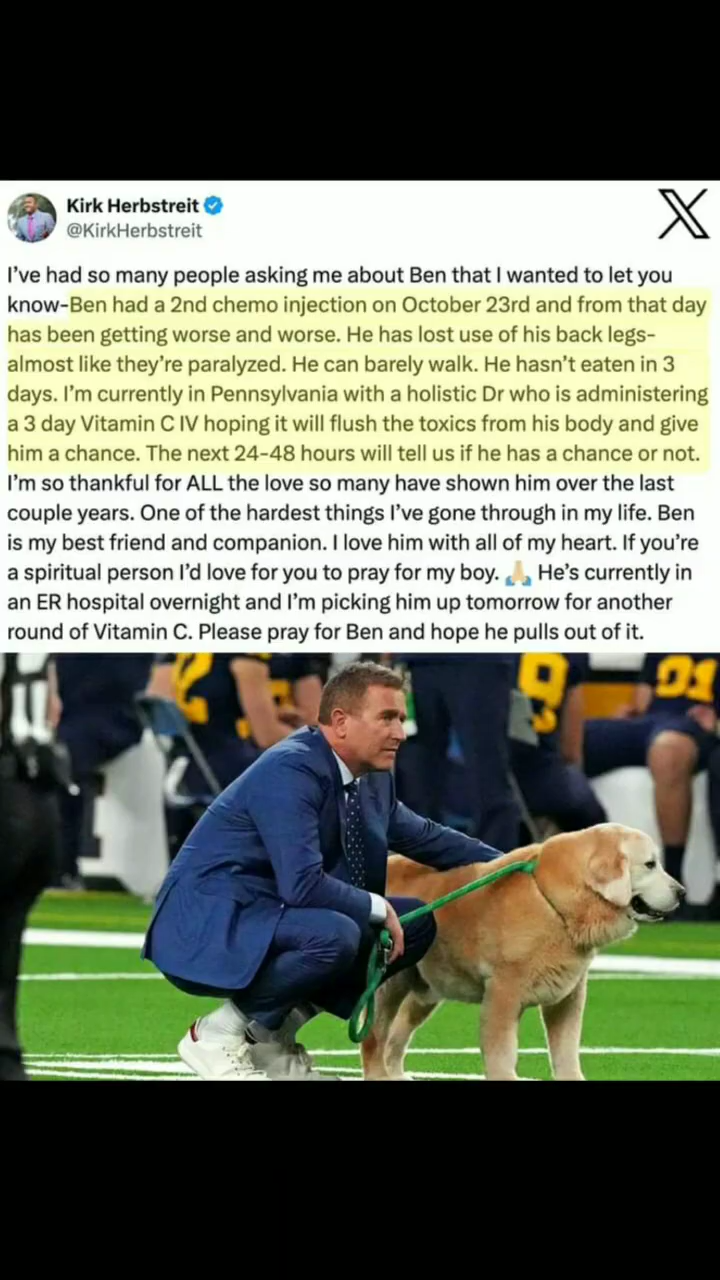 Kirk Herbstreit
@KirkHerbstreit
X
I've had so many people asking me about Ben that I wanted to let you
know-Ben had a 2nd chemo injection on October 23rd and from that day
has been getting worse and worse. He has lost use of his back legs-
almost like they're paralyzed. He can barely walk. He hasn't eaten in 3
days. I'm currently in Pennsylvania with a holistic Dr who is administering
a 3 day Vitamin C IV hoping it will flush the toxics from his body and give
him a chance. The next 24-48 hours will tell us if he has a chance or not.
I'm so thankful for ALL the love so many have shown him over the last
couple years. One of the hardest things I've gone through in my life. Ben
is my best friend and companion. I love him with all of my heart. If you're
a spiritual person I'd love for you to pray for my boy. 🙏🏼 He's currently in
an ER hospital overnight and I'm picking him up tomorrow for another
round of Vitamin C. Please pray for Ben and hope he pulls out of it.